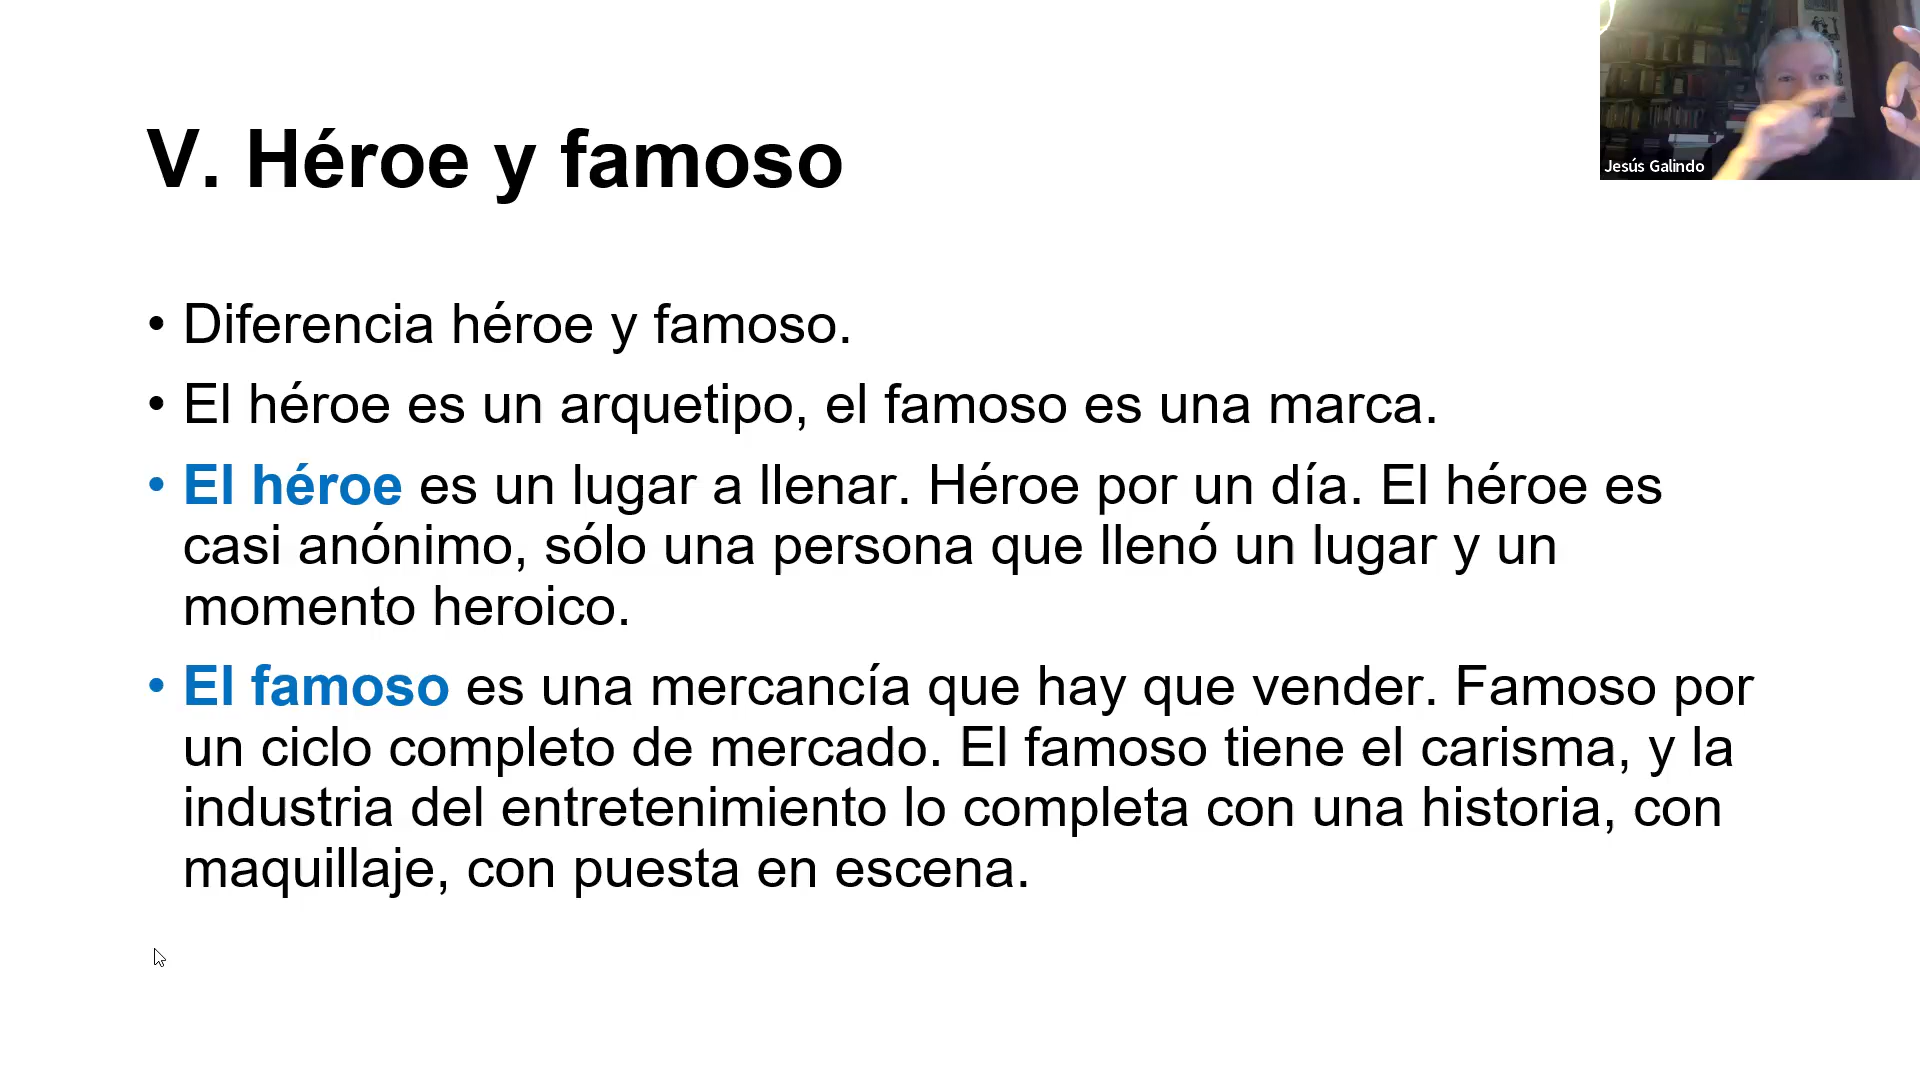 Jesús Galindo
V. Héroe y famoso
• Diferencia héroe y famoso.
• El héroe es un arquetipo, el famoso es una marca.
• El héroe es un lugar a llenar. Héroe por un día. El héroe es
casi anónimo, sólo una persona que llenó un lugar y un
momento heroico.
• El famoso es una mercancía que hay que vender. Famoso por
un ciclo completo de mercado. El famoso tiene el carisma, y la
industria del entretenimiento lo completa con una historia, con
maquillaje, con puesta en escena.